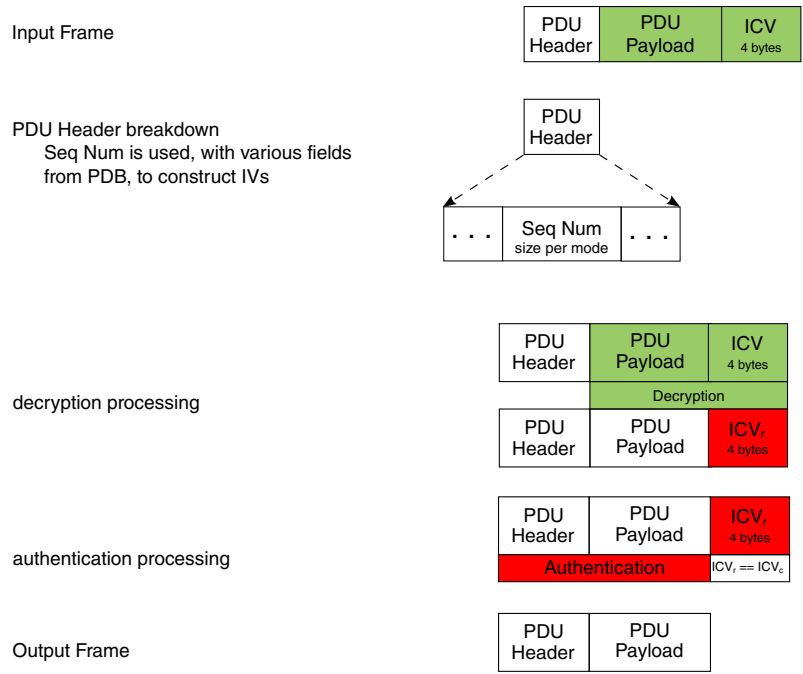 Input Frame
PDU Header
PDU Payload
ICV
4 bytes
PDU Header breakdown
Seq Num is used, with various fields
from PDB, to construct IVs
PDU Header
. . .
Seq Num
size per mode
. . .
decryption processing
PDU Header
PDU Payload
ICV
4 bytes
Decryption
PDU Header
PDU Payload
ICVr
4 bytes
authentication processing
PDU Header
PDU Payload
ICVr
4 bytes
Authentication
ICVr == ICVc
Output Frame
PDU Header
PDU Payload